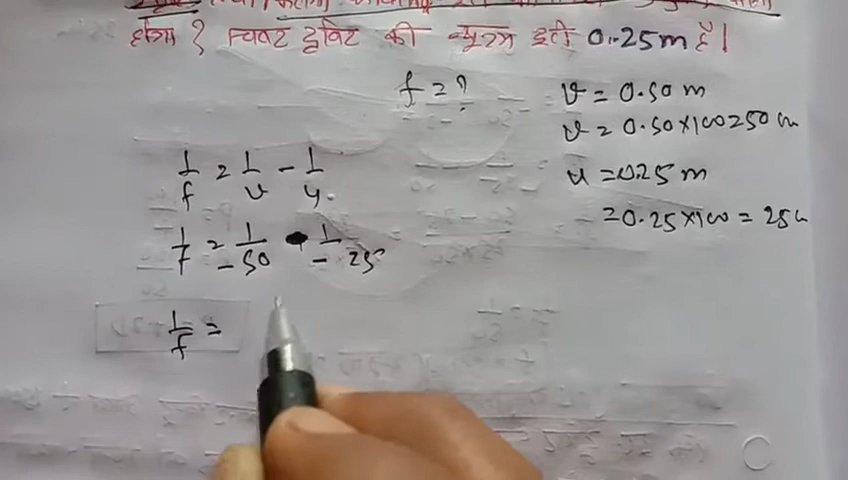 होगा ? स्पष्ट दृष्टि की न्यूनतम दूरी 0.25m है।
f = ?
v = 0.50 m
v = 0.50×100=50 cm
u = 0.25 m
= 0.25×100 = 25 c
1/f = 1/v - 1/u
1/f = 1/-50 - 1/-25
1/f =